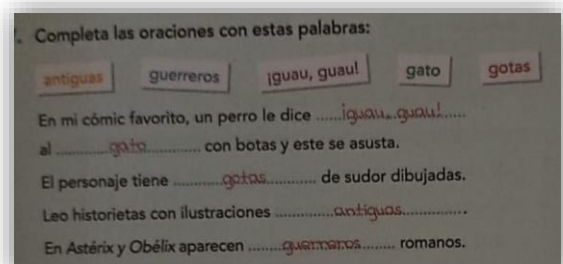 . Completa las oraciones con estas palabras:
antiguas guerreros ¡guau, guau! gato gotas
En mi cómic favorito, un perro le dice ......¡guau, guau!......
al ..........gato.......... con botas y este se asusta.
El personaje tiene ..........gotas.......... de sudor dibujadas.
Leo historietas con ilustraciones ............antiguas............
En Astérix y Obélix aparecen ........guerreros........ romanos.